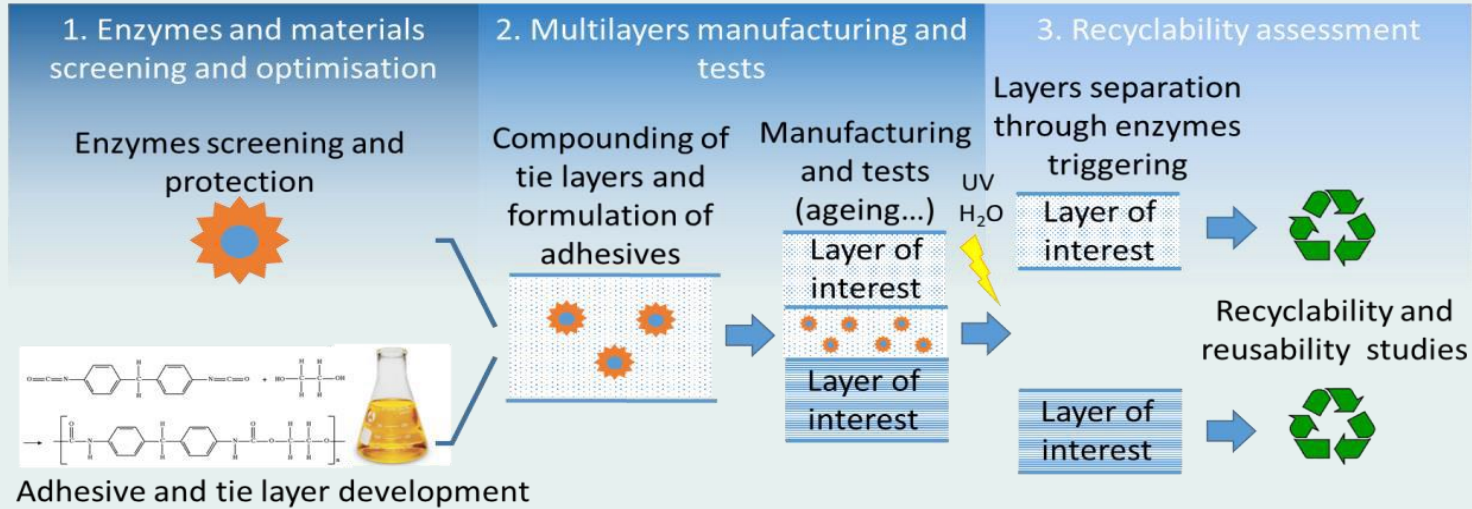 1. Enzymes and materials
screening and optimisation
Enzymes screening and
protection
O=C=N
H
C
R
N=C=O
+
H H
HO-C-C-OH
H H
O
C
N
H
H
C
H
N
H
O
C
O
H H
C-C
H H
O
n
Adhesive and tie layer development
2. Multilayers manufacturing and
tests
Compounding of
tie layers and
formulation of
adhesives
Manufacturing
and tests
(ageing...)
Layer of
interest
Layer of
interest
UV
H₂O
3. Recyclability assessment
Layers separation
through enzymes
triggering
Layer of
interest
Recyclability and
reusability studies
Layer of
interest